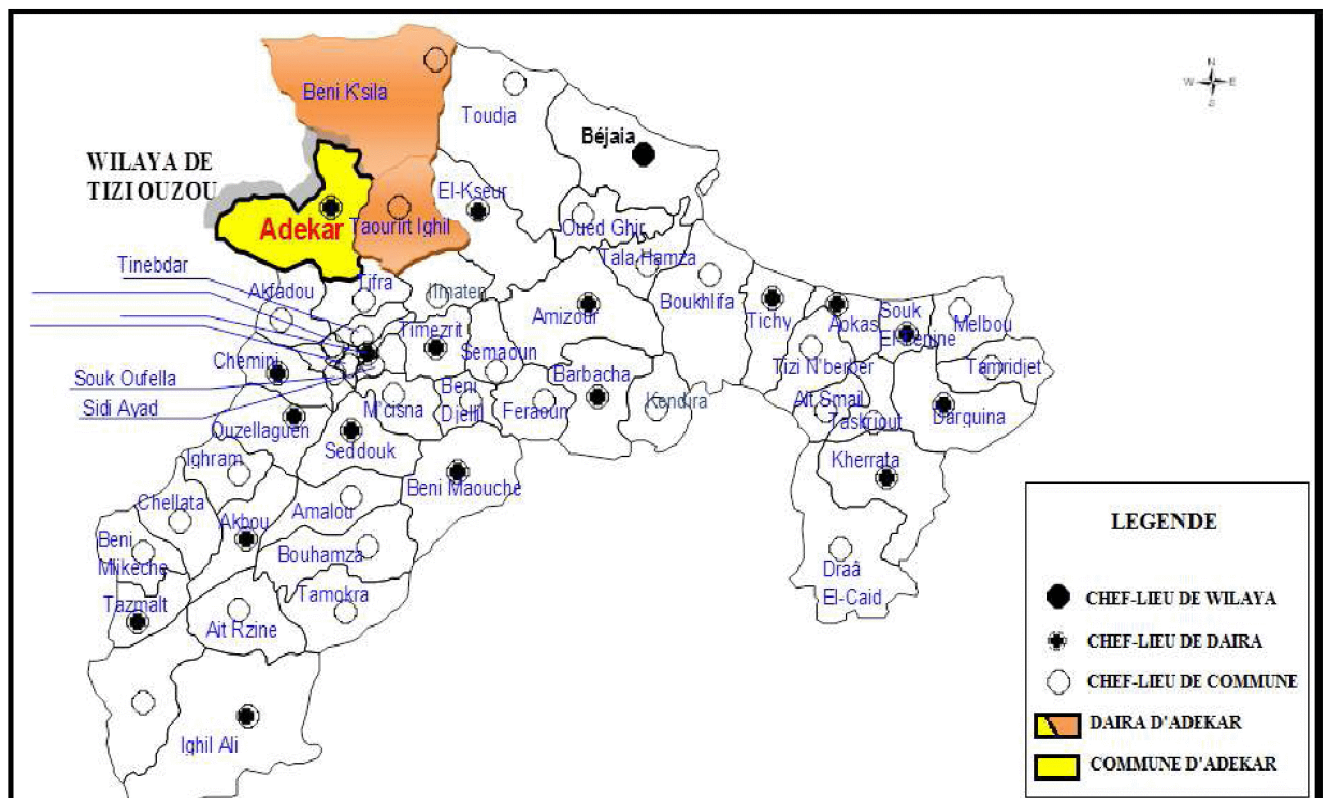 N
W E
S
Beni K'sila
Toudja
Béjaia
WILAYA DE
TIZI OUZOU
El-Kseur
Adekar
Taourirt Ighil
Oued Ghir
Tinebdar
Tala Hamza
Akfadou
Tifra
Ilmaten
Boukhlifa
Amizour
Tichy
Aokas
Souk
El-Tenine
Melbou
Timezrit
Chemini
Semaoun
Tizi N'berber
Tamridjet
Souk Oufella
Barbacha
Sidi Ayad
M'cisna
Beni
Djellil
Feraoun
Kendira
Ait Smail
Taskriout
Darguina
Ouzellaguen
Seddouk
Ighram
Beni Maouche
Kherrata
Chellata
Akbou
Amalou
Beni
Mlikeche
Bouhamza
Draâ
El-Caid
Tazmalt
Tamokra
Ait Rzine
Ighil Ali
LEGENDE
CHEF-LIEU DE WILAYA
CHEF-LIEU DE DAIRA
CHEF-LIEU DE COMMUNE
DAIRA D'ADEKAR
COMMUNE D'ADEKAR